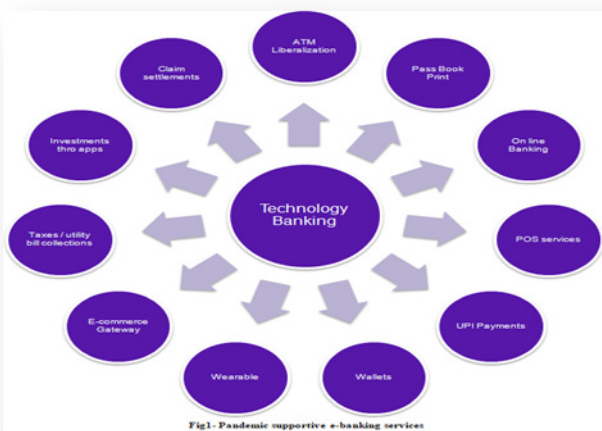 ATM
Liberalization
Pass Book
Print
On line
Banking
POS services
UPI Payments
Wallets
Wearable
E-commerce
Gateway
Taxes / utility
bill collections
Investments
thro apps
Claim
settlements
Technology
Banking
Fig1- Pandemic supportive e-banking services